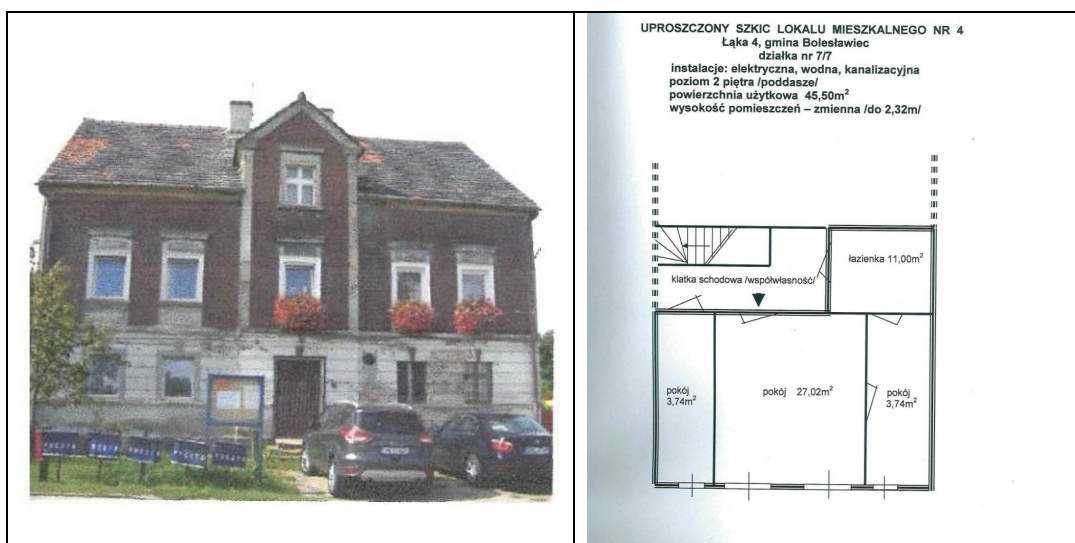 UPROSZCZONY SZKIC LOKALU MIESZKALNEGO NR 4
Łąka 4, gmina Bolesławiec
działka nr 7/7
instalacje: elektryczna, wodna, kanalizacyjna
poziom 2 piętra /poddasze/
powierzchnia użytkowa 45,50m²
wysokość pomieszczeń – zmienna /do 2,32m/
łazienka 11,00m²
klatka schodowa /współwłasność/
pokój
3,74m²
pokój 27,02m²
pokój
3,74m²